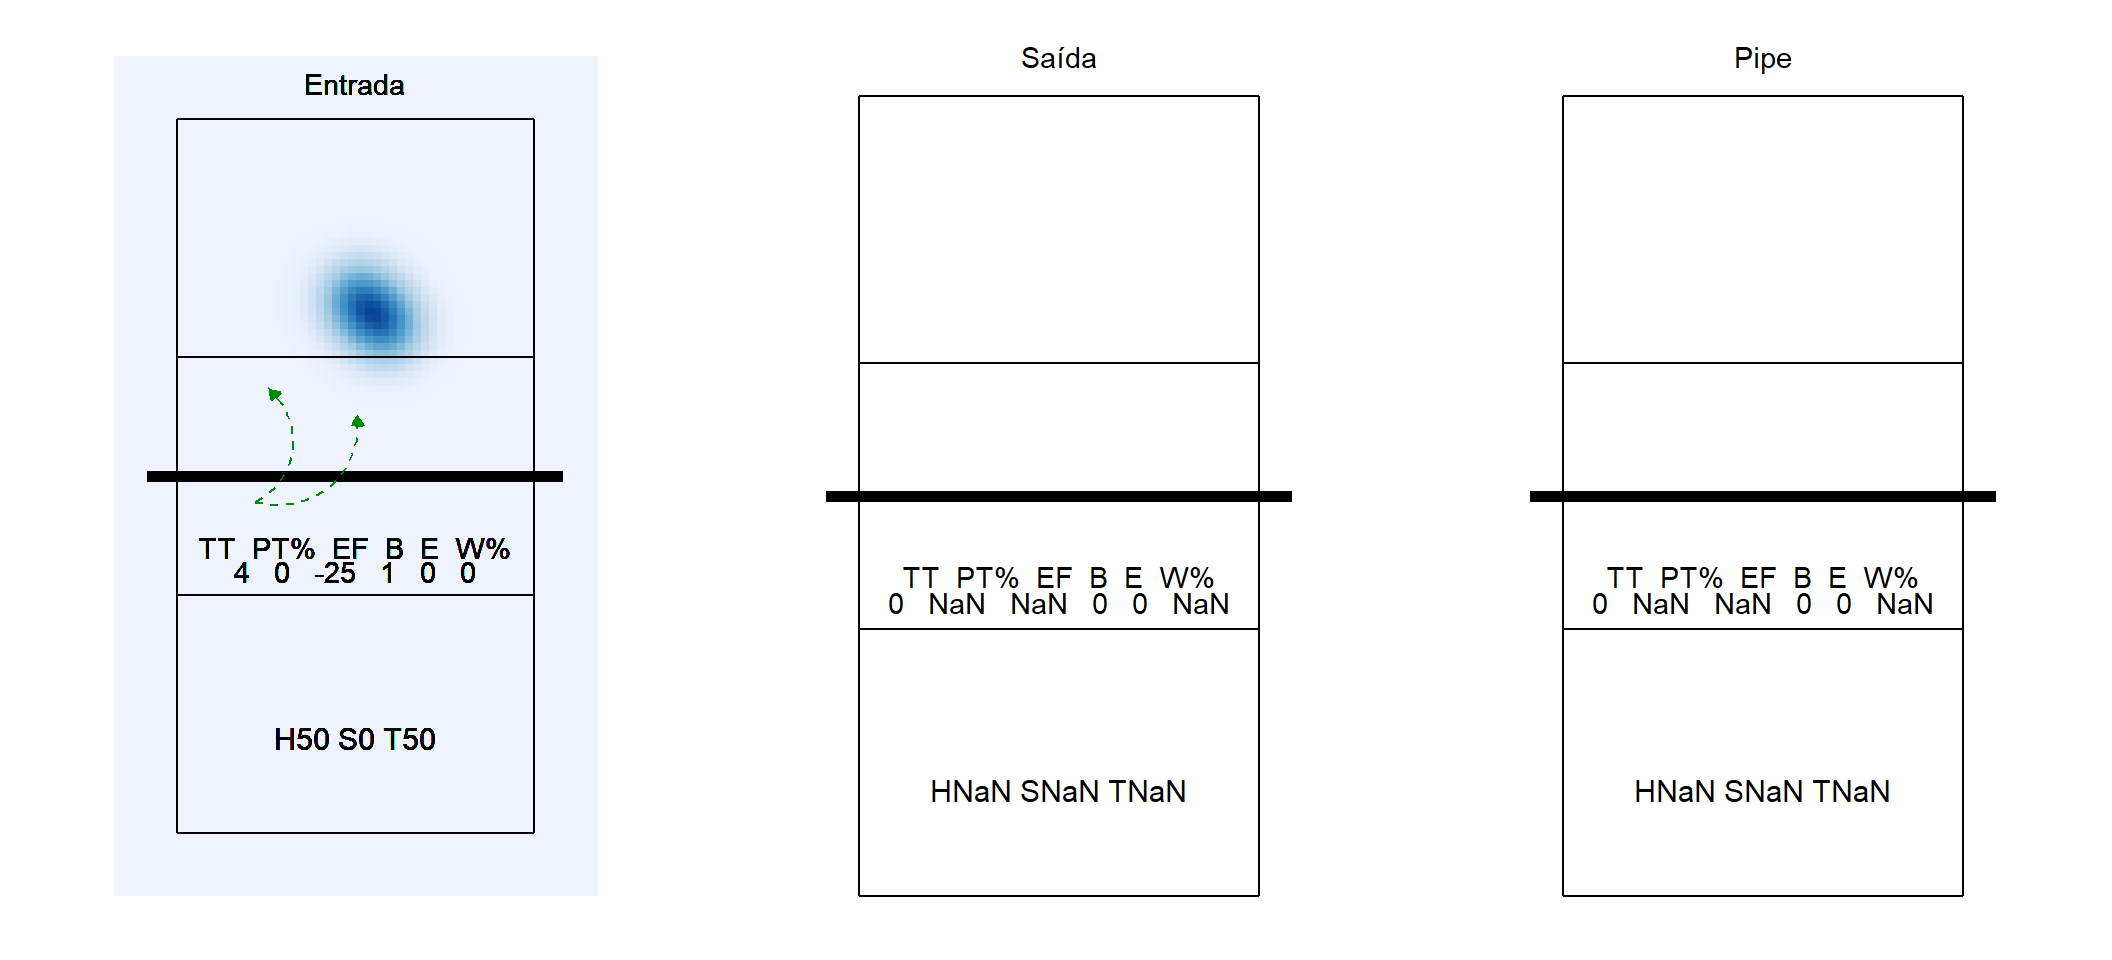 Entrada
TT PT% EF B E W%
4 0 -25 1 0 0
H50 S0 T50
Saída
TT PT% EF B E W%
0 NaN NaN 0 0 NaN
HNaN SNaN TNaN
Pipe
TT PT% EF B E W%
0 NaN NaN 0 0 NaN
HNaN SNaN TNaN